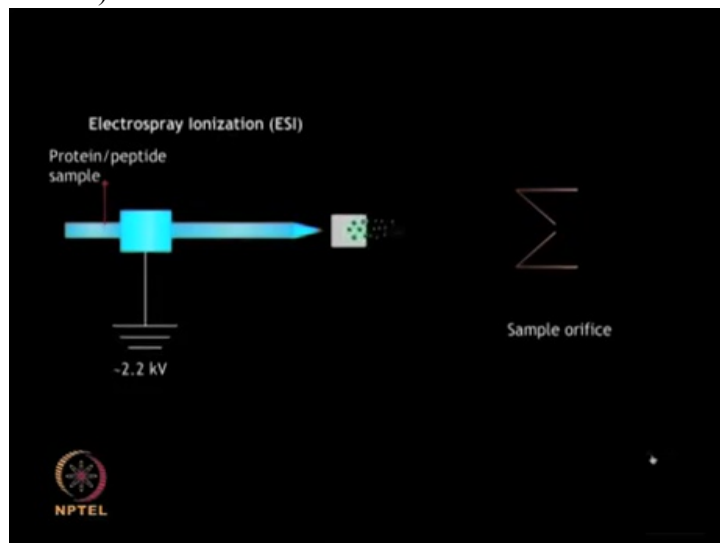 Electrospray Ionization (ESI)
Protein/peptide
sample
Sample orifice
~2.2 kV
NPTEL